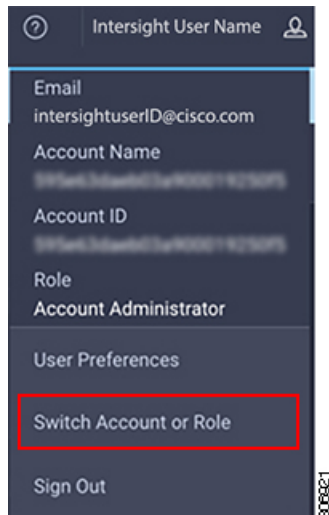 Intersight User Name
Email
intersightuserID@cisco.com
Account Name
Account ID
Role
Account Administrator
User Preferences
Switch Account or Role
Sign Out
306921